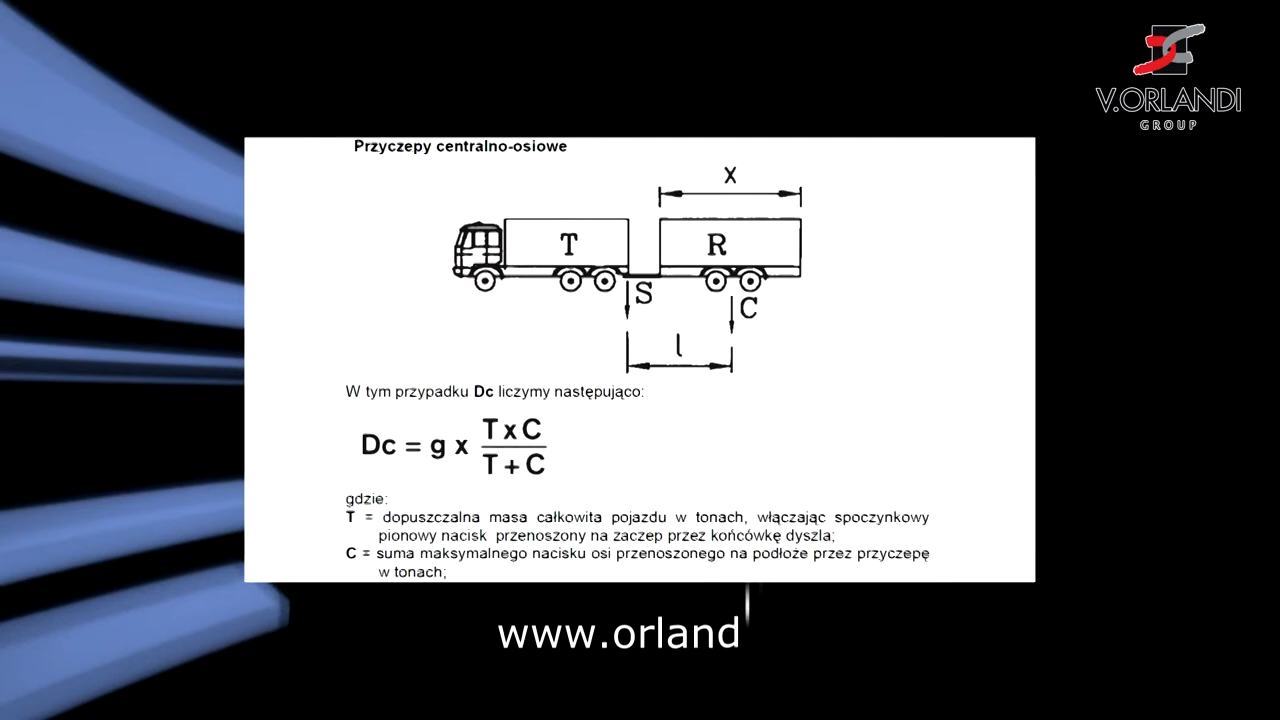 V.ORLANDI
GROUP
Przyczepy centralno-osiowe
X
T
R
S
C
l
W tym przypadku Dc liczymy następująco:
Dc = g x T x C
T + C
gdzie:
T = dopuszczalna masa całkowita pojazdu w tonach, włączając spoczynkowy
pionowy nacisk przenoszony na zaczep przez końcówkę dyszla;
C = suma maksymalnego nacisku osi przenoszonego na podłoże przez przyczepę
w tonach;
www.orland